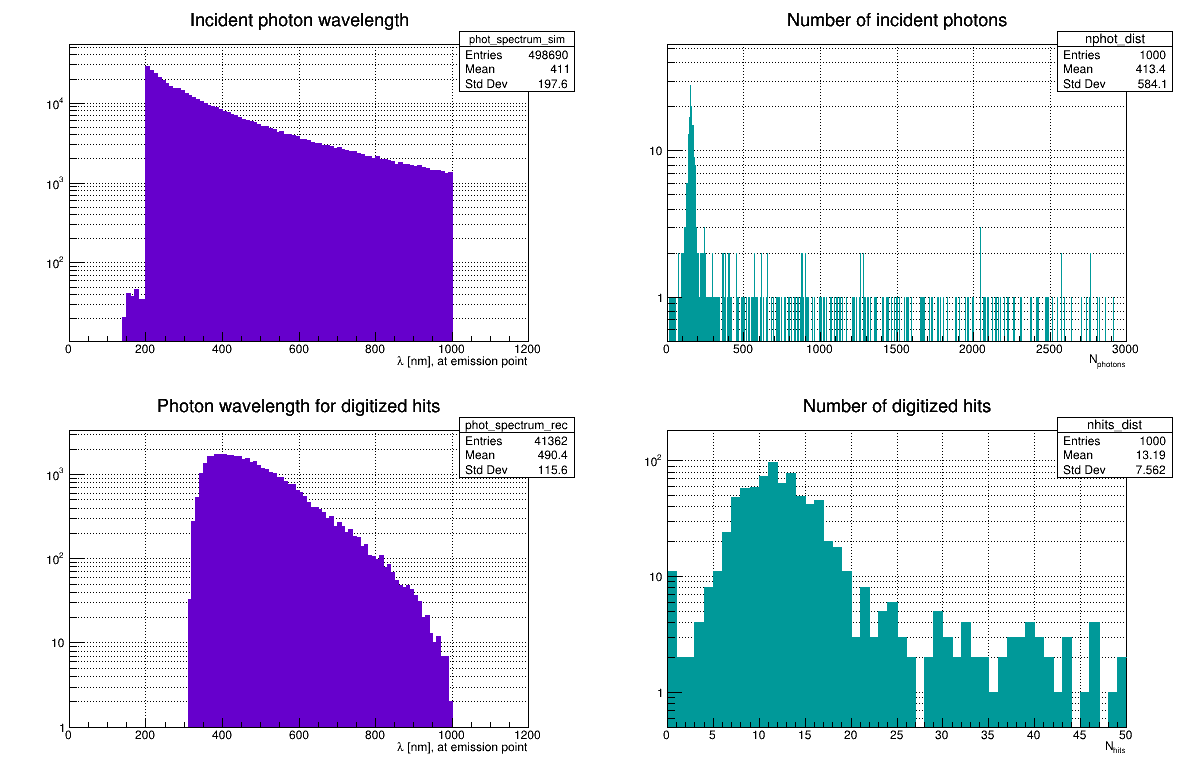 Incident photon wavelength
phot_spectrum_sim
Entries 498690
Mean 411
Std Dev 197.6
10^4
10^3
10^2
0 200 400 600 800 1000 1200
λ [nm], at emission point
Number of incident photons
nphot_dist
Entries 1000
Mean 413.4
Std Dev 584.1
10
1
0 500 1000 1500 2000 2500 3000
N_photons
Photon wavelength for digitized hits
phot_spectrum_rec
Entries 41362
Mean 490.4
Std Dev 115.6
10^3
10^2
10
1
0 200 400 600 800 1000 1200
λ [nm], at emission point
Number of digitized hits
nhits_dist
Entries 1000
Mean 13.19
Std Dev 7.562
10^2
10
1
0 5 10 15 20 25 30 35 40 45 50
N_hits